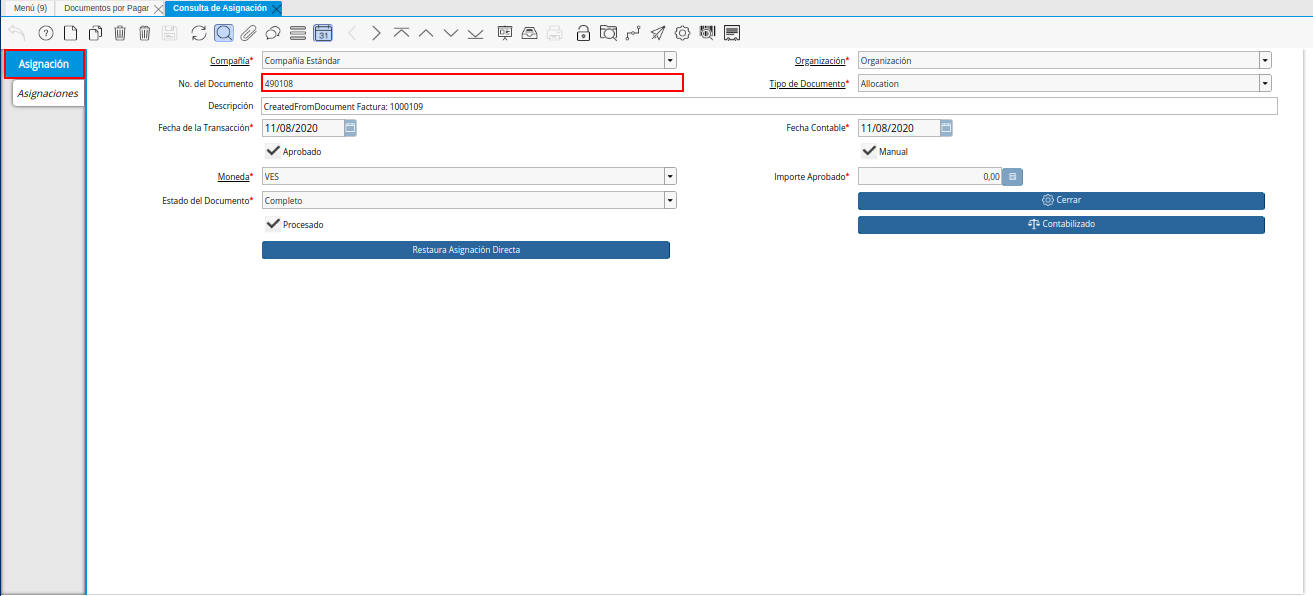 Menú (9) Documentos por Pagar Consulta de Asignación
31
Asignación
Asignaciones
Compañía* Compañía Estándar Organización* Organización
No. del Documento 490108 Tipo de Documento* Allocation
Descripción CreatedFromDocument Factura: 1000109
Fecha de la Transacción* 11/08/2020 Fecha Contable* 11/08/2020
Aprobado Manual
Moneda* VES Importe Aprobado* 0,00
Estado del Documento* Completo Cerrar
Procesado Contabilizado
Restaura Asignación Directa